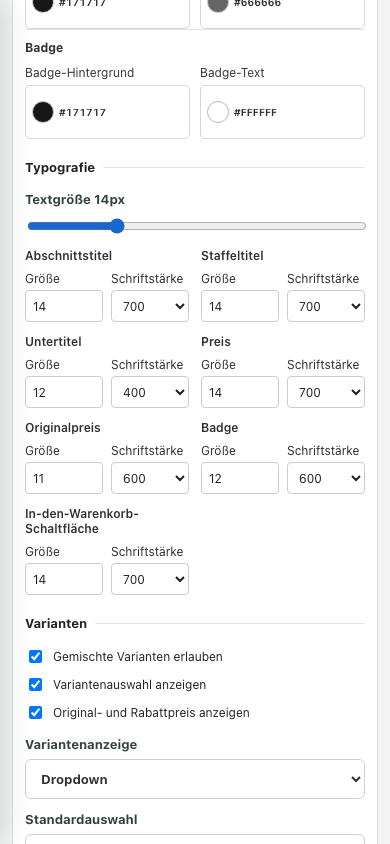 #171717 #666666
Badge
Badge-Hintergrund Badge-Text
#171717 #FFFFFF
Typografie
Textgröße 14px
Abschnittstitel Staffeltitel
Größe Schriftstärke Größe Schriftstärke
14 700 14 700
Untertitel Preis
Größe Schriftstärke Größe Schriftstärke
12 400 14 700
Originalpreis Badge
Größe Schriftstärke Größe Schriftstärke
11 600 12 600
In-den-Warenkorb-
Schaltfläche
Größe Schriftstärke
14 700
Varianten
Gemischte Varianten erlauben
Variantenauswahl anzeigen
Original- und Rabattpreis anzeigen
Variantenanzeige
Dropdown
Standardauswahl